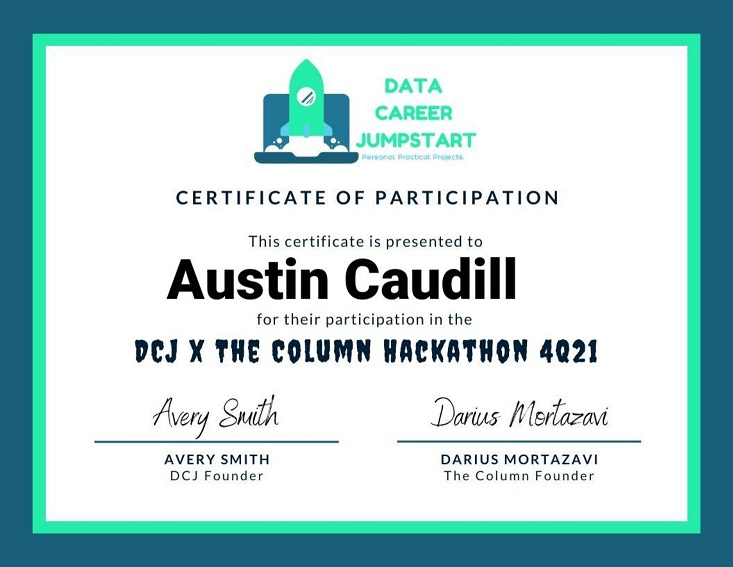 DATA
CAREER
JUMPSTART
Personal. Practical. Projects.
CERTIFICATE OF PARTICIPATION
This certificate is presented to
Austin Caudill
for their participation in the
DCJ X THE COLUMN HACKATHON 4Q21
Avery Smith
Darius Mortazavi
AVERY SMITH
DARIUS MORTAZAVI
DCJ Founder
The Column Founder